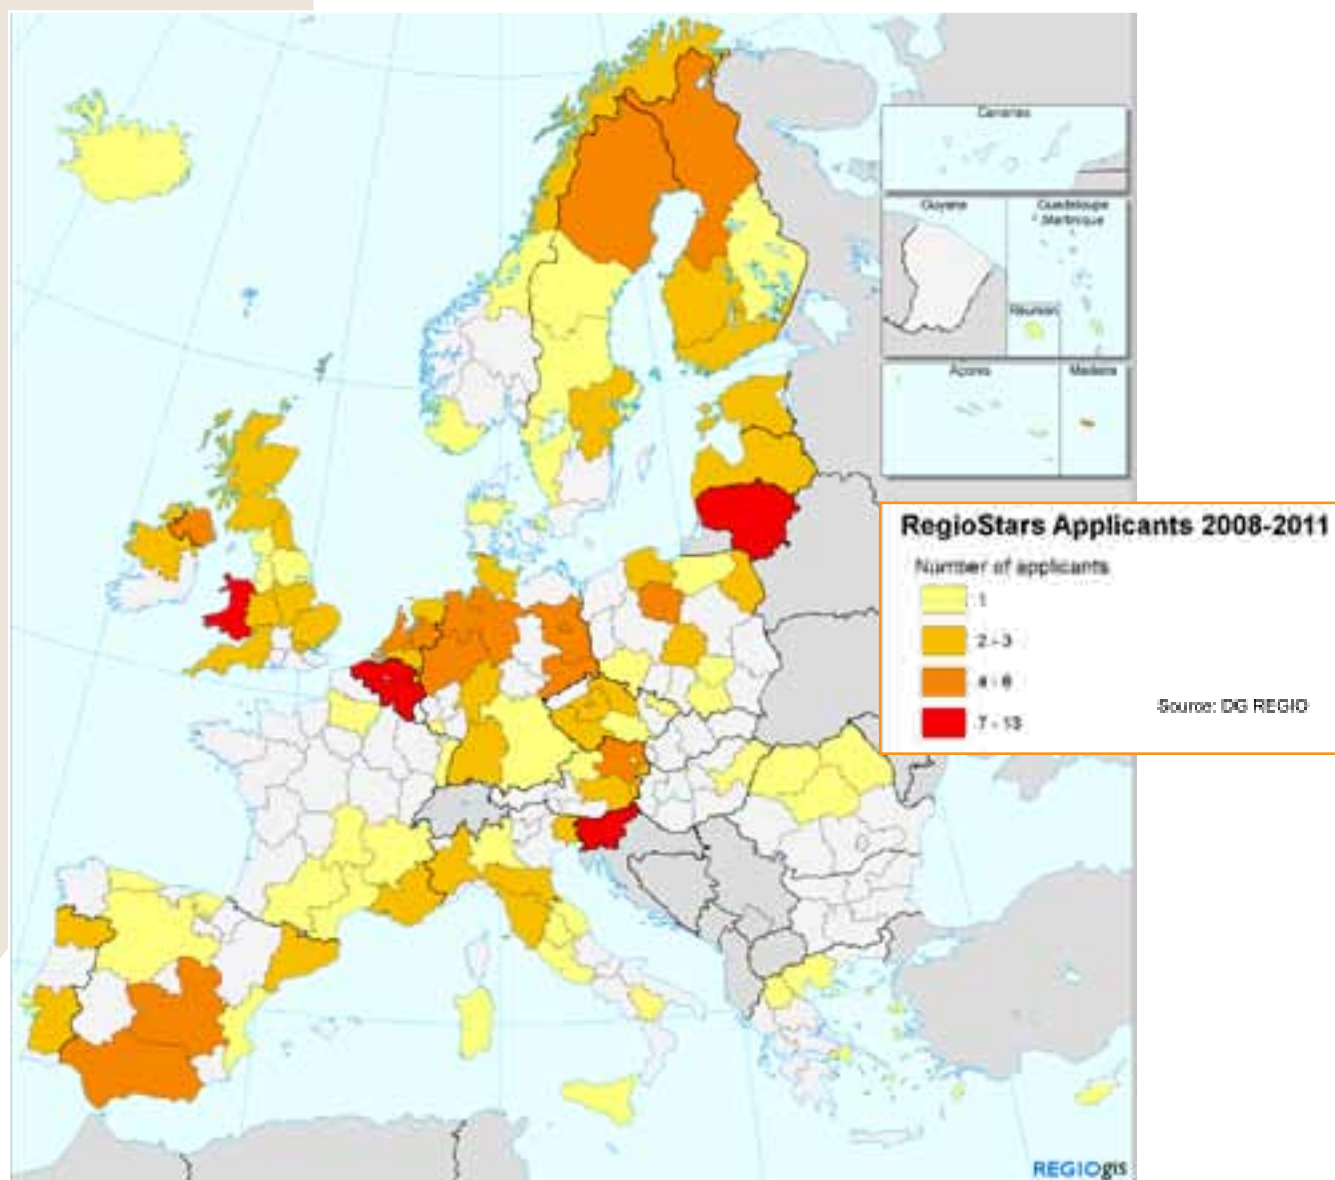 Canarias
Guyane
Guadeloupe
Martinique
Réunion
Açores
Madeira
RegioStars Applicants 2008-2011
Number of applicants
1
2 - 3
4 - 6
7 - 13
Source: DG REGIO
REGIOgis